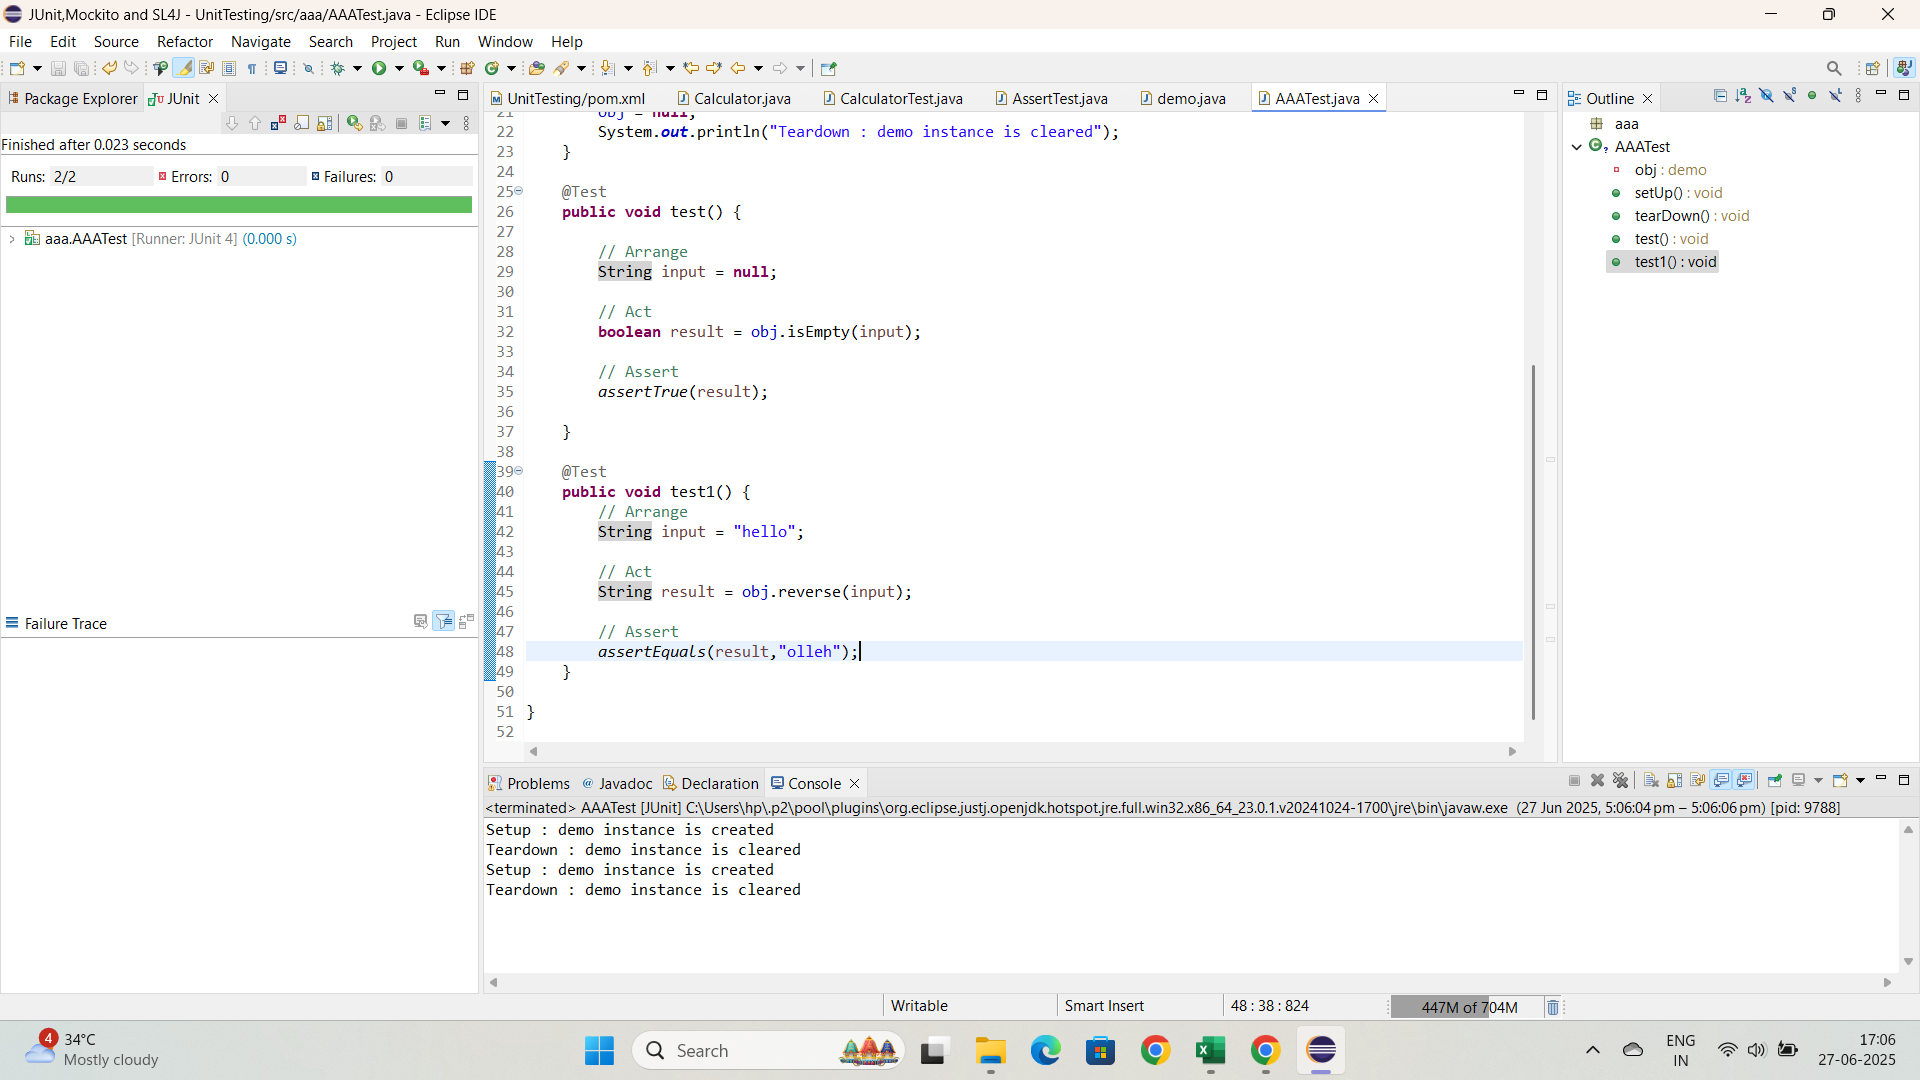 JUnit,Mockito and SL4J - UnitTesting/src/aaa/AAATest.java - Eclipse IDE
File Edit Source Refactor Navigate Search Project Run Window Help
Package Explorer JUnit
Finished after 0.023 seconds
Runs: 2/2 Errors: 0 Failures: 0
aaa.AAATest [Runner: JUnit 4] (0.000 s)
Failure Trace
UnitTesting/pom.xml Calculator.java CalculatorTest.java AssertTest.java demo.java AAATest.java
21 obj = null;
22 System.out.println("Teardown : demo instance is cleared");
23 }
24
25 @Test
26 public void test() {
27
28 // Arrange
29 String input = null;
30
31 // Act
32 boolean result = obj.isEmpty(input);
33
34 // Assert
35 assertTrue(result);
36
37 }
38
39 @Test
40 public void test1() {
41 // Arrange
42 String input = "hello";
43
44 // Act
45 String result = obj.reverse(input);
46
47 // Assert
48 assertEquals(result,"olleh");
49 }
50
51 }
52
Outline
aaa
AAATest
obj : demo
setUp() : void
tearDown() : void
test() : void
test1() : void
Problems Javadoc Declaration Console
<terminated> AAATest [JUnit] C:\Users\hp\.p2\pool\plugins\org.eclipse.justj.openjdk.hotspot.jre.full.win32.x86_64_23.0.1.v20241024-1700\jre\bin\javaw.exe (27 Jun 2025, 5:06:04 pm – 5:06:06 pm) [pid: 9788]
Setup : demo instance is created
Teardown : demo instance is cleared
Setup : demo instance is created
Teardown : demo instance is cleared
Writable Smart Insert 48 : 38 : 824 447M of 704M
4 34°C
Mostly cloudy
Search
ENG
IN
17:06
27-06-2025